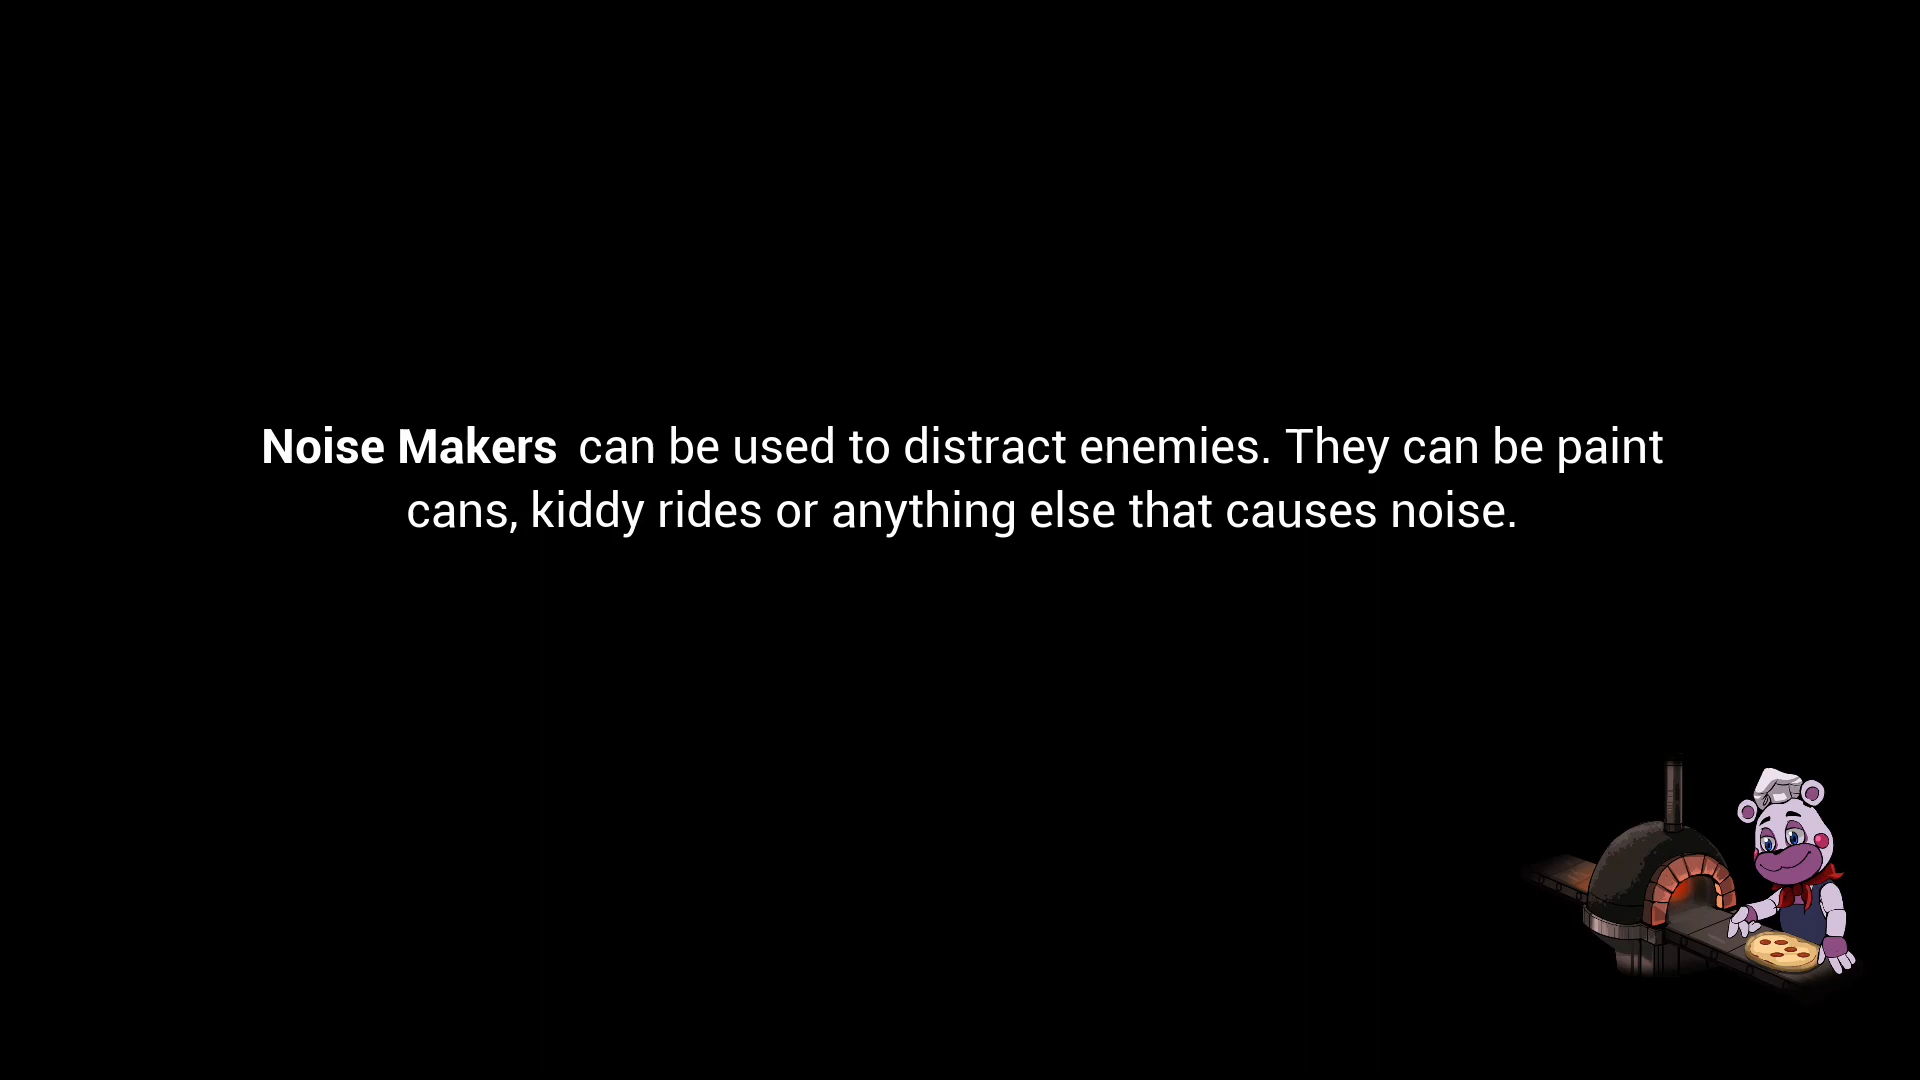 Noise Makers can be used to distract enemies. They can be paint
cans, kiddy rides or anything else that causes noise.